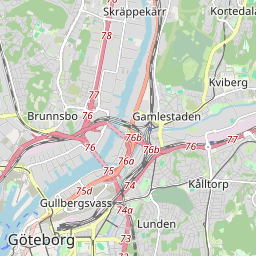 Skräppekärr
Kortedala
78
Kviberg
77
76
Brunnsbo
Gamlestaden
76
76b
77
76b
76
76a
75
Kålltorp
75d
74
Gullbergsvass
74a
Lunden
Göteborg
73